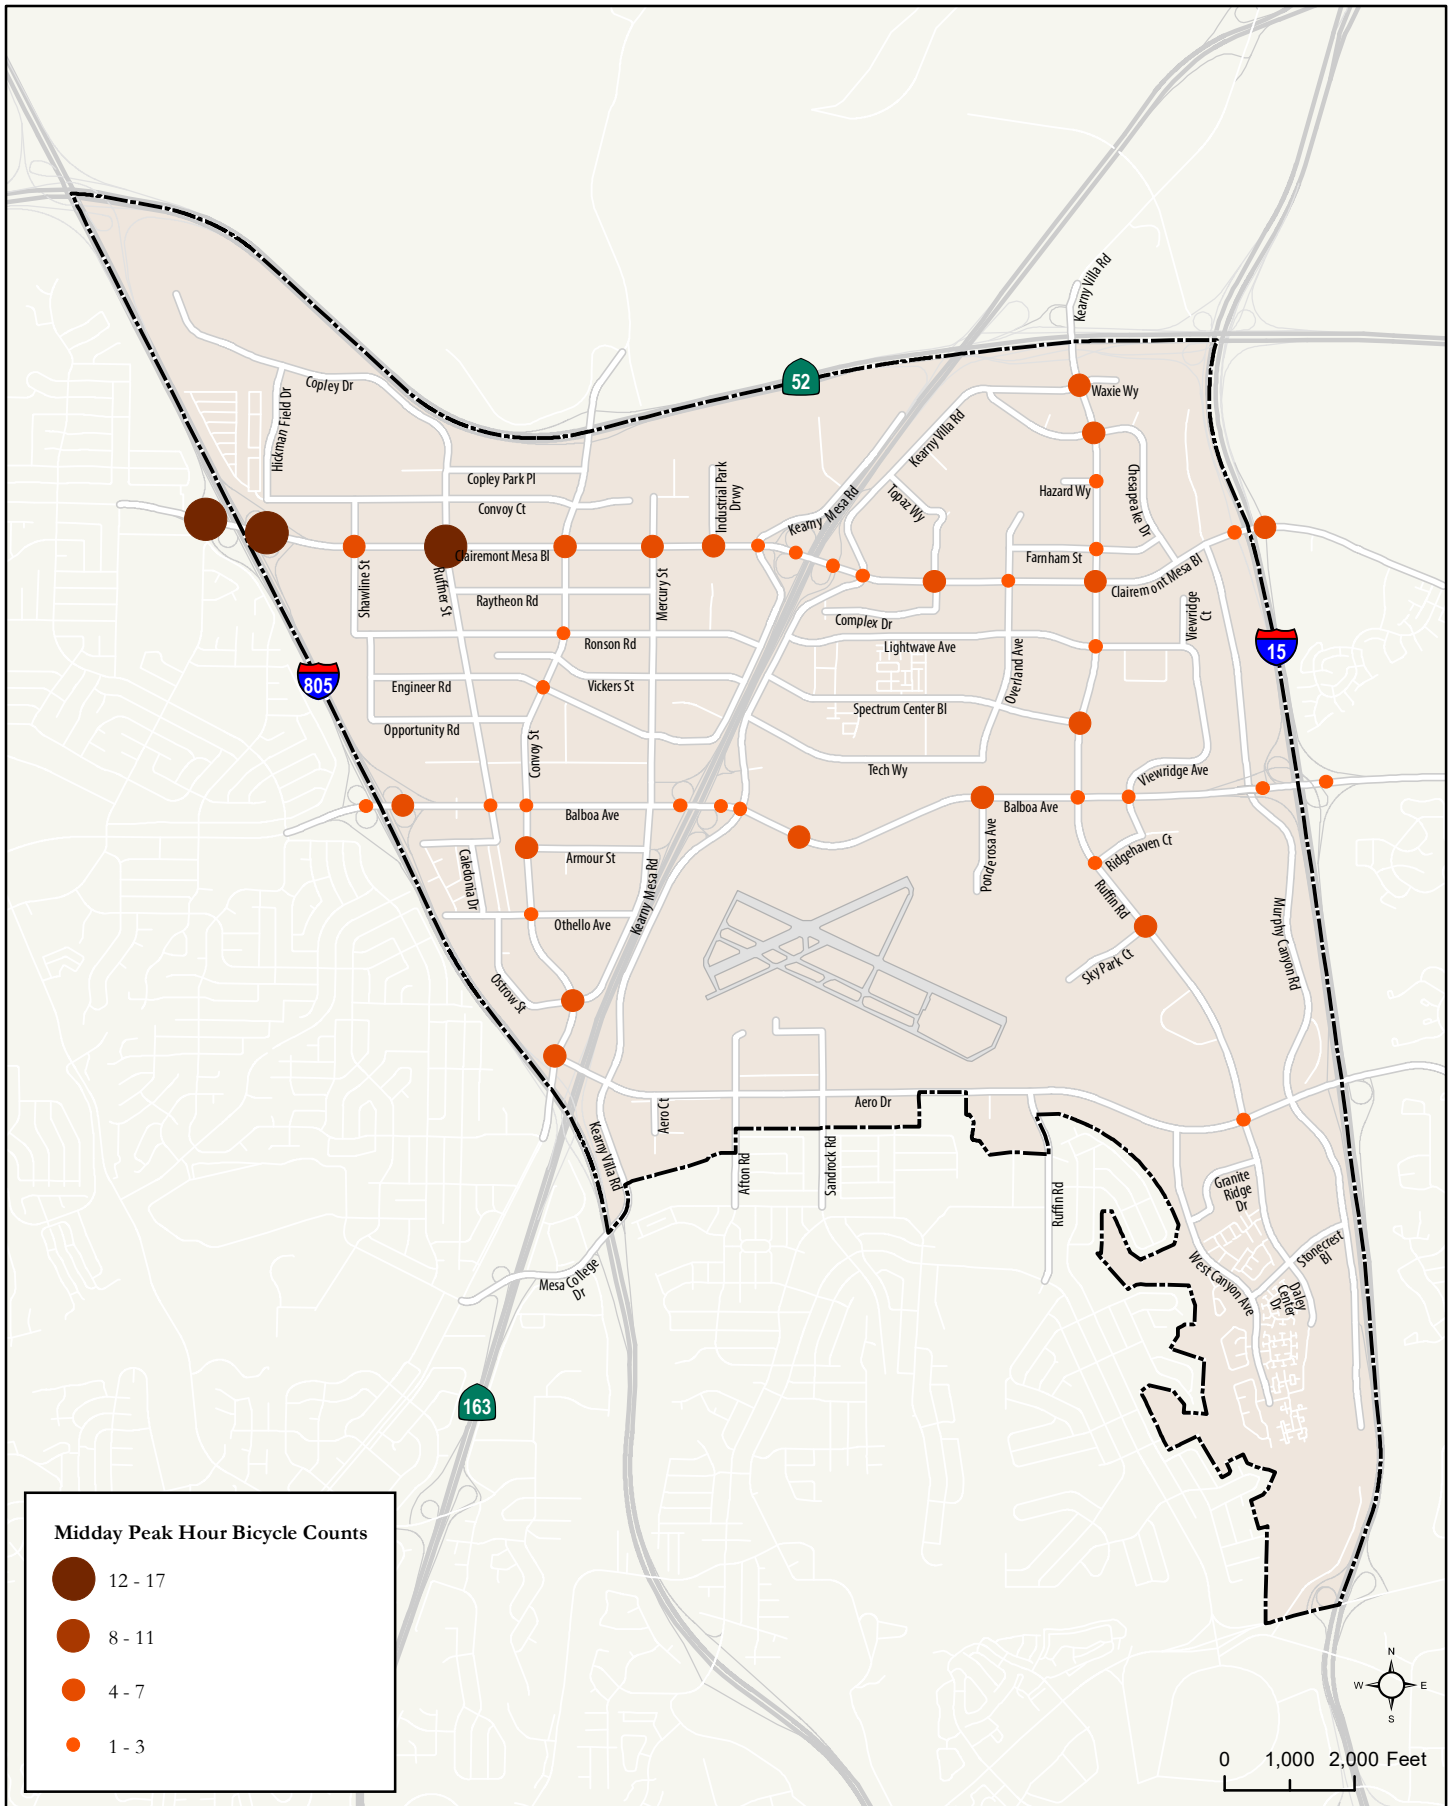 Kearny Villa Rd
52
Copley Dr
Hickman Field Dr
Waxie Wy
Kearny Villa Rd
Copley Park Pl
Industrial Park
Drwy
Chesapeake Dr
Hazard Wy
Topaz Wy
Convoy Ct
Kearny Mesa Rd
Clairemont Mesa Bl
Farnham St
Clairemont Mesa Bl
Shawline St
Ruffner St
Raytheon Rd
Mercury St
Complex Dr
Viewridge
Ct
Ronson Rd
Lightwave Ave
15
805
Engineer Rd
Vickers St
Overland Ave
Spectrum Center Bl
Opportunity Rd
Convoy St
Tech Wy
Viewridge Ave
Balboa Ave
Balboa Ave
Armour St
Caledonia Dr
Ponderosa Ave
Ridgehaven Ct
Kearny Mesa Rd
Ruffin Rd
Othello Ave
Murphy Canyon Rd
Sky Park Ct
Ostrow St
Aero Ct
Aero Dr
Kearny Villa Rd
Afton Rd
Sandrock Rd
Ruffin Rd
Granite
Ridge
Dr
Stonecrest
Bl
West Canyon Ave
Daley
Center
Dr
Mesa College
Dr
163
Midday Peak Hour Bicycle Counts
12 - 17
8 - 11
4 - 7
1 - 3
N
W E
S
0 1,000 2,000 Feet